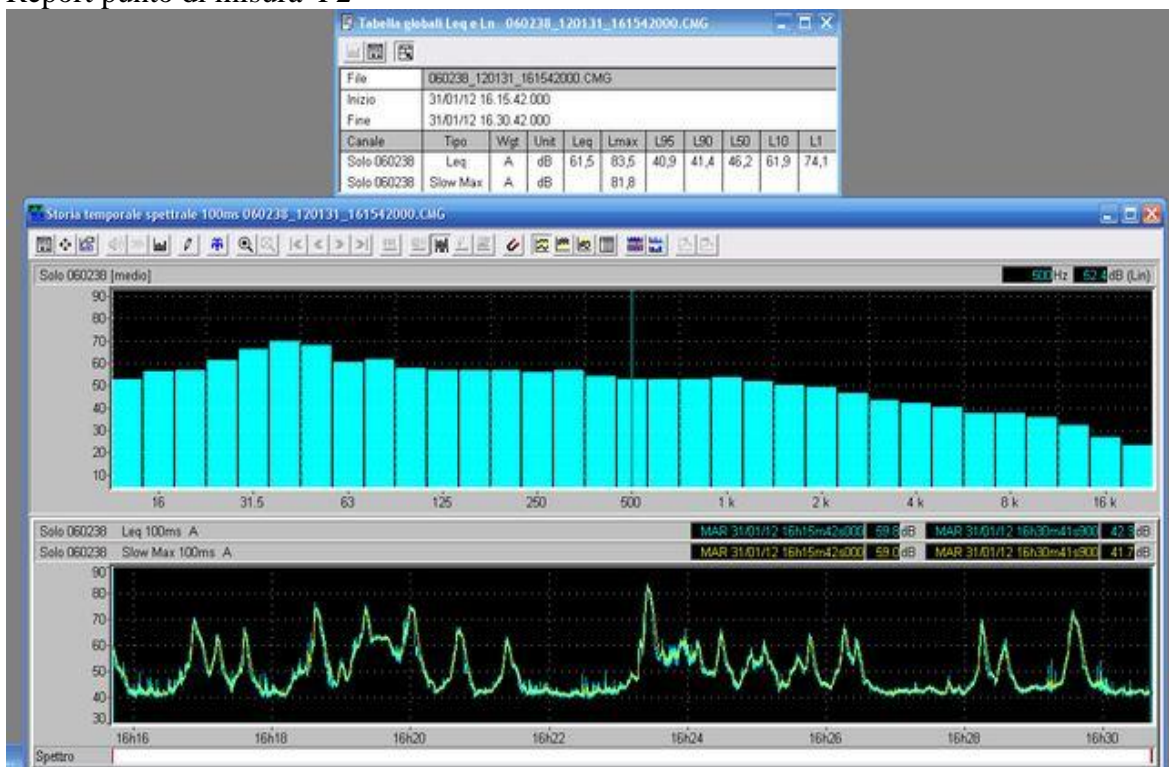 Report punto di misura P2
Tabella globali Leq e Ln 060238_120131_161542000.CMG
File 060238_120131_161542000.CMG
Inizio 31/01/12 16.15.42.000
Fine 31/01/12 16.30.42.000
Canale Tipo Wgt Unit Leq Lmax L95 L90 L50 L10 L1
Solo 060238 Leq A dB 61,5 83,5 40,9 41,4 46,2 61,9 74,1
Solo 060238 Slow Max A dB 81,8
Storia temporale spettrale 100ms 060238_120131_161542000.CMG
Solo 060238 [medio] Hz dB (Lin)
90
80
70
60
50
40
30
20
10
16 31.5 63 125 250 500 1 k 2 k 4 k 8 k 16 k
Solo 060238 Leq 100ms A MAR 31/01/12 16h15m42s000 59.8 dB MAR 31/01/12 16h30m41s900 42.3 dB
Solo 060238 Slow Max 100ms A MAR 31/01/12 16h15m42s000 59.0 dB MAR 31/01/12 16h30m41s900 41.7 dB
90
80
70
60
50
40
30
16h16 16h18 16h20 16h22 16h24 16h26 16h28 16h30
Spettro